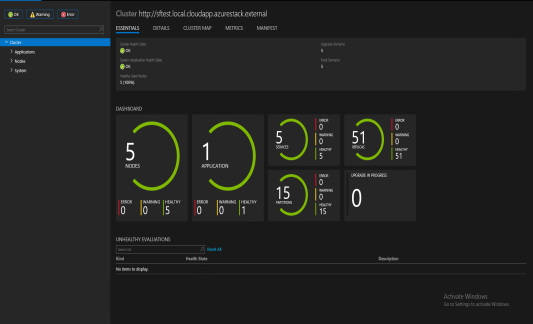 OK Warning Error
Cluster http://sftest.local.cloudapp.azurestack.external
ESSENTIALS DETAILS CLUSTER MAP METRICS MANIFEST
Cluster
Applications
Nodes
System
Cluster Health State
OK
System Application Health State
OK
Healthy Seed Nodes
5 (100%)
Upgrade Domains
5
Fault Domains
5
DASHBOARD
5
NODES
ERROR WARNING HEALTHY
0 0 5
1
APPLICATION
ERROR WARNING HEALTHY
0 0 1
5
SERVICES
ERROR
0
WARNING
0
HEALTHY
5
51
REPLICAS
ERROR
0
WARNING
0
HEALTHY
51
15
PARTITIONS
ERROR
0
WARNING
0
HEALTHY
15
UPGRADE IN PROGRESS
0
UNHEALTHY EVALUATIONS
Search list Reset All
Kind Health State Description
No items to display.
Activate Windows
Go to Settings to activate Windows.